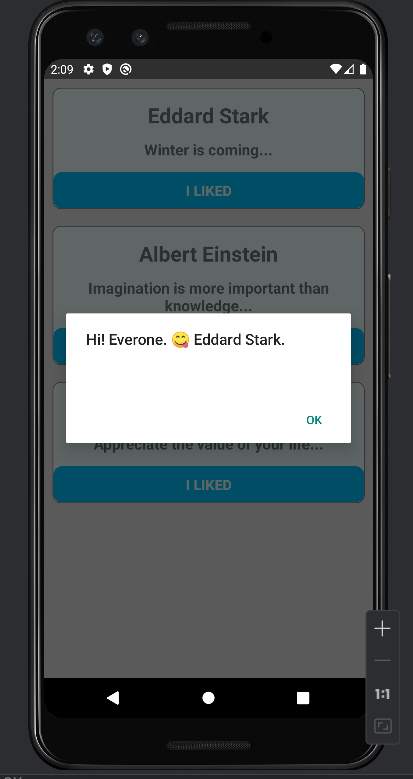 2:09
Eddard Stark
Winter is coming...
I LIKED
Albert Einstein
Imagination is more important than
knowledge...
Hi! Everone. 😋 Eddard Stark.
OK
Appreciate the value of your life...
I LIKED
1:1